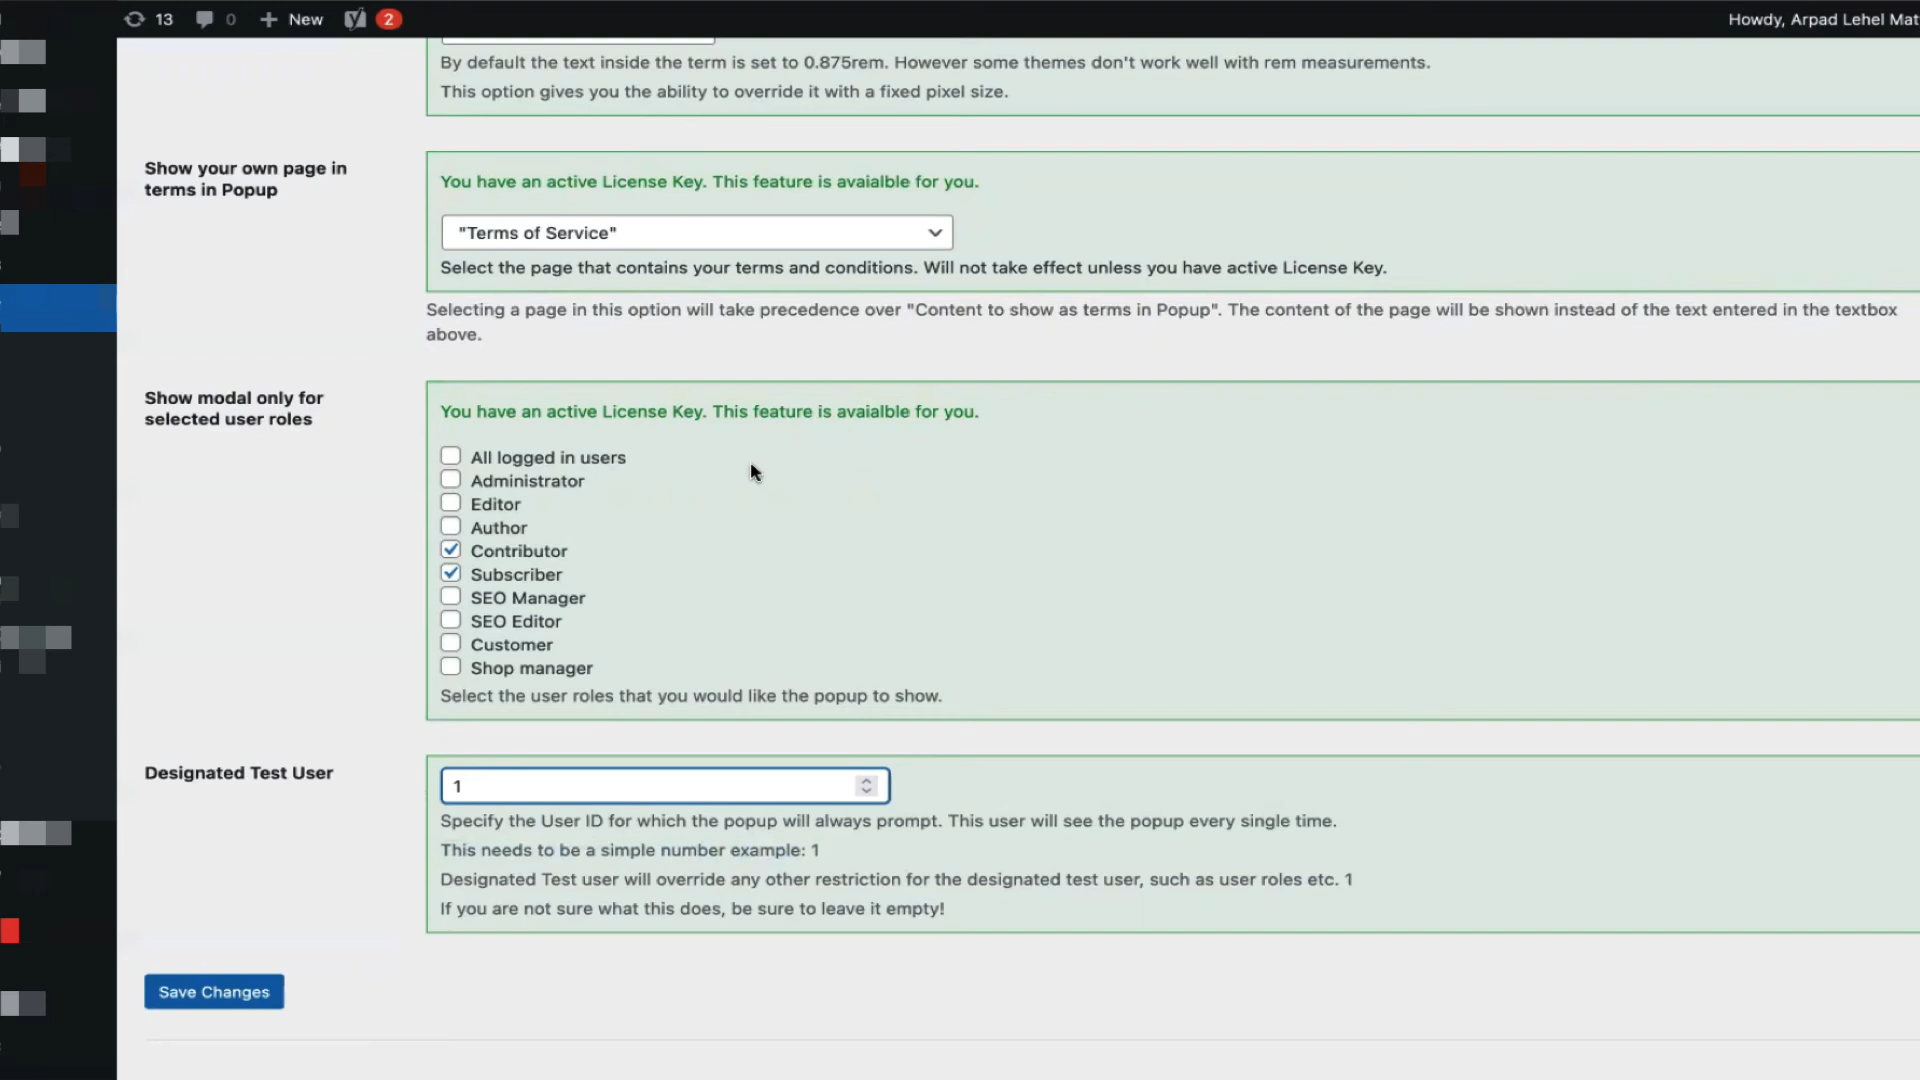 13 0 New 2 Howdy, Arpad Lehel Mat
By default the text inside the term is set to 0.875rem. However some themes don't work well with rem measurements.
This option gives you the ability to override it with a fixed pixel size.
Show your own page in
terms in Popup
You have an active License Key. This feature is avaialble for you.
"Terms of Service"
Select the page that contains your terms and conditions. Will not take effect unless you have active License Key.
Selecting a page in this option will take precedence over "Content to show as terms in Popup". The content of the page will be shown instead of the text entered in the textbox
above.
Show modal only for
selected user roles
You have an active License Key. This feature is avaialble for you.
All logged in users
Administrator
Editor
Author
Contributor
Subscriber
SEO Manager
SEO Editor
Customer
Shop manager
Select the user roles that you would like the popup to show.
Designated Test User
1
Specify the User ID for which the popup will always prompt. This user will see the popup every single time.
This needs to be a simple number example: 1
Designated Test user will override any other restriction for the designated test user, such as user roles etc. 1
If you are not sure what this does, be sure to leave it empty!
Save Changes